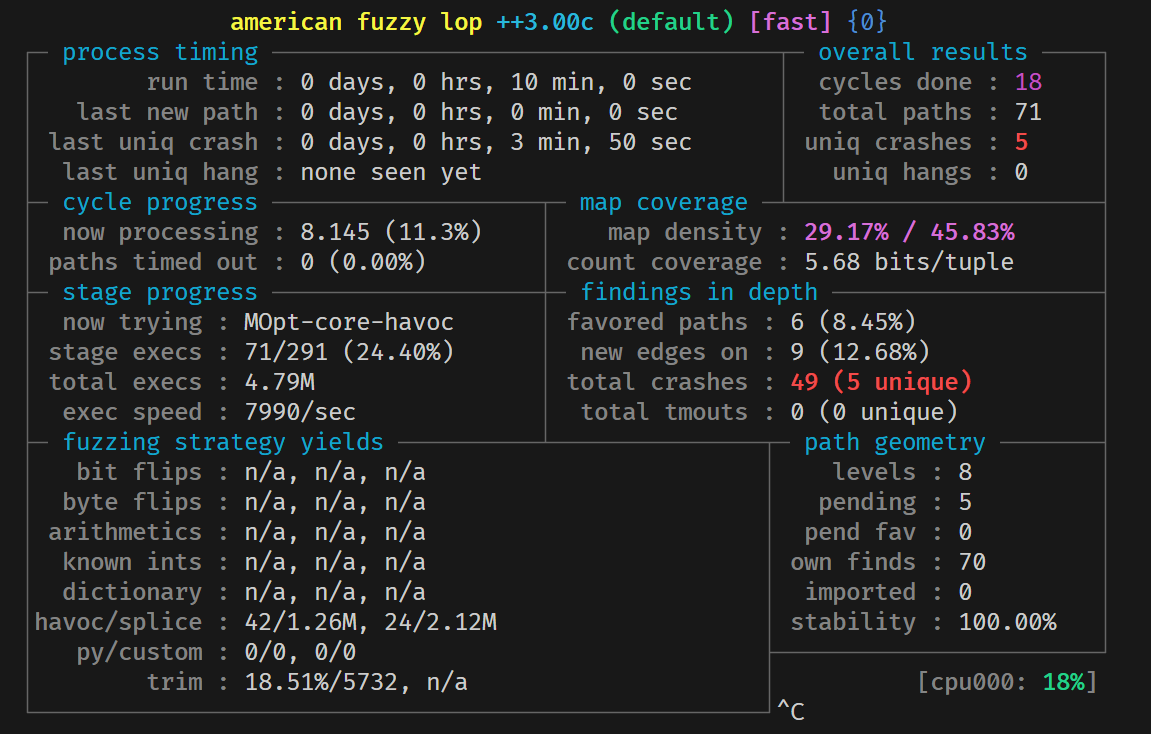 american fuzzy lop ++3.00c (default) [fast] {0}
process timing overall results
run time : 0 days, 0 hrs, 10 min, 0 sec cycles done : 18
last new path : 0 days, 0 hrs, 0 min, 0 sec total paths : 71
last uniq crash : 0 days, 0 hrs, 3 min, 50 sec uniq crashes : 5
last uniq hang : none seen yet uniq hangs : 0
cycle progress map coverage
now processing : 8.145 (11.3%) map density : 29.17% / 45.83%
paths timed out : 0 (0.00%) count coverage : 5.68 bits/tuple
stage progress findings in depth
now trying : MOpt-core-havoc favored paths : 6 (8.45%)
stage execs : 71/291 (24.40%) new edges on : 9 (12.68%)
total execs : 4.79M total crashes : 49 (5 unique)
exec speed : 7990/sec total tmouts : 0 (0 unique)
fuzzing strategy yields path geometry
bit flips : n/a, n/a, n/a levels : 8
byte flips : n/a, n/a, n/a pending : 5
arithmetics : n/a, n/a, n/a pend fav : 0
known ints : n/a, n/a, n/a own finds : 70
dictionary : n/a, n/a, n/a imported : 0
havoc/splice : 42/1.26M, 24/2.12M stability : 100.00%
py/custom : 0/0, 0/0
trim : 18.51%/5732, n/a [cpu000: 18%]
^C